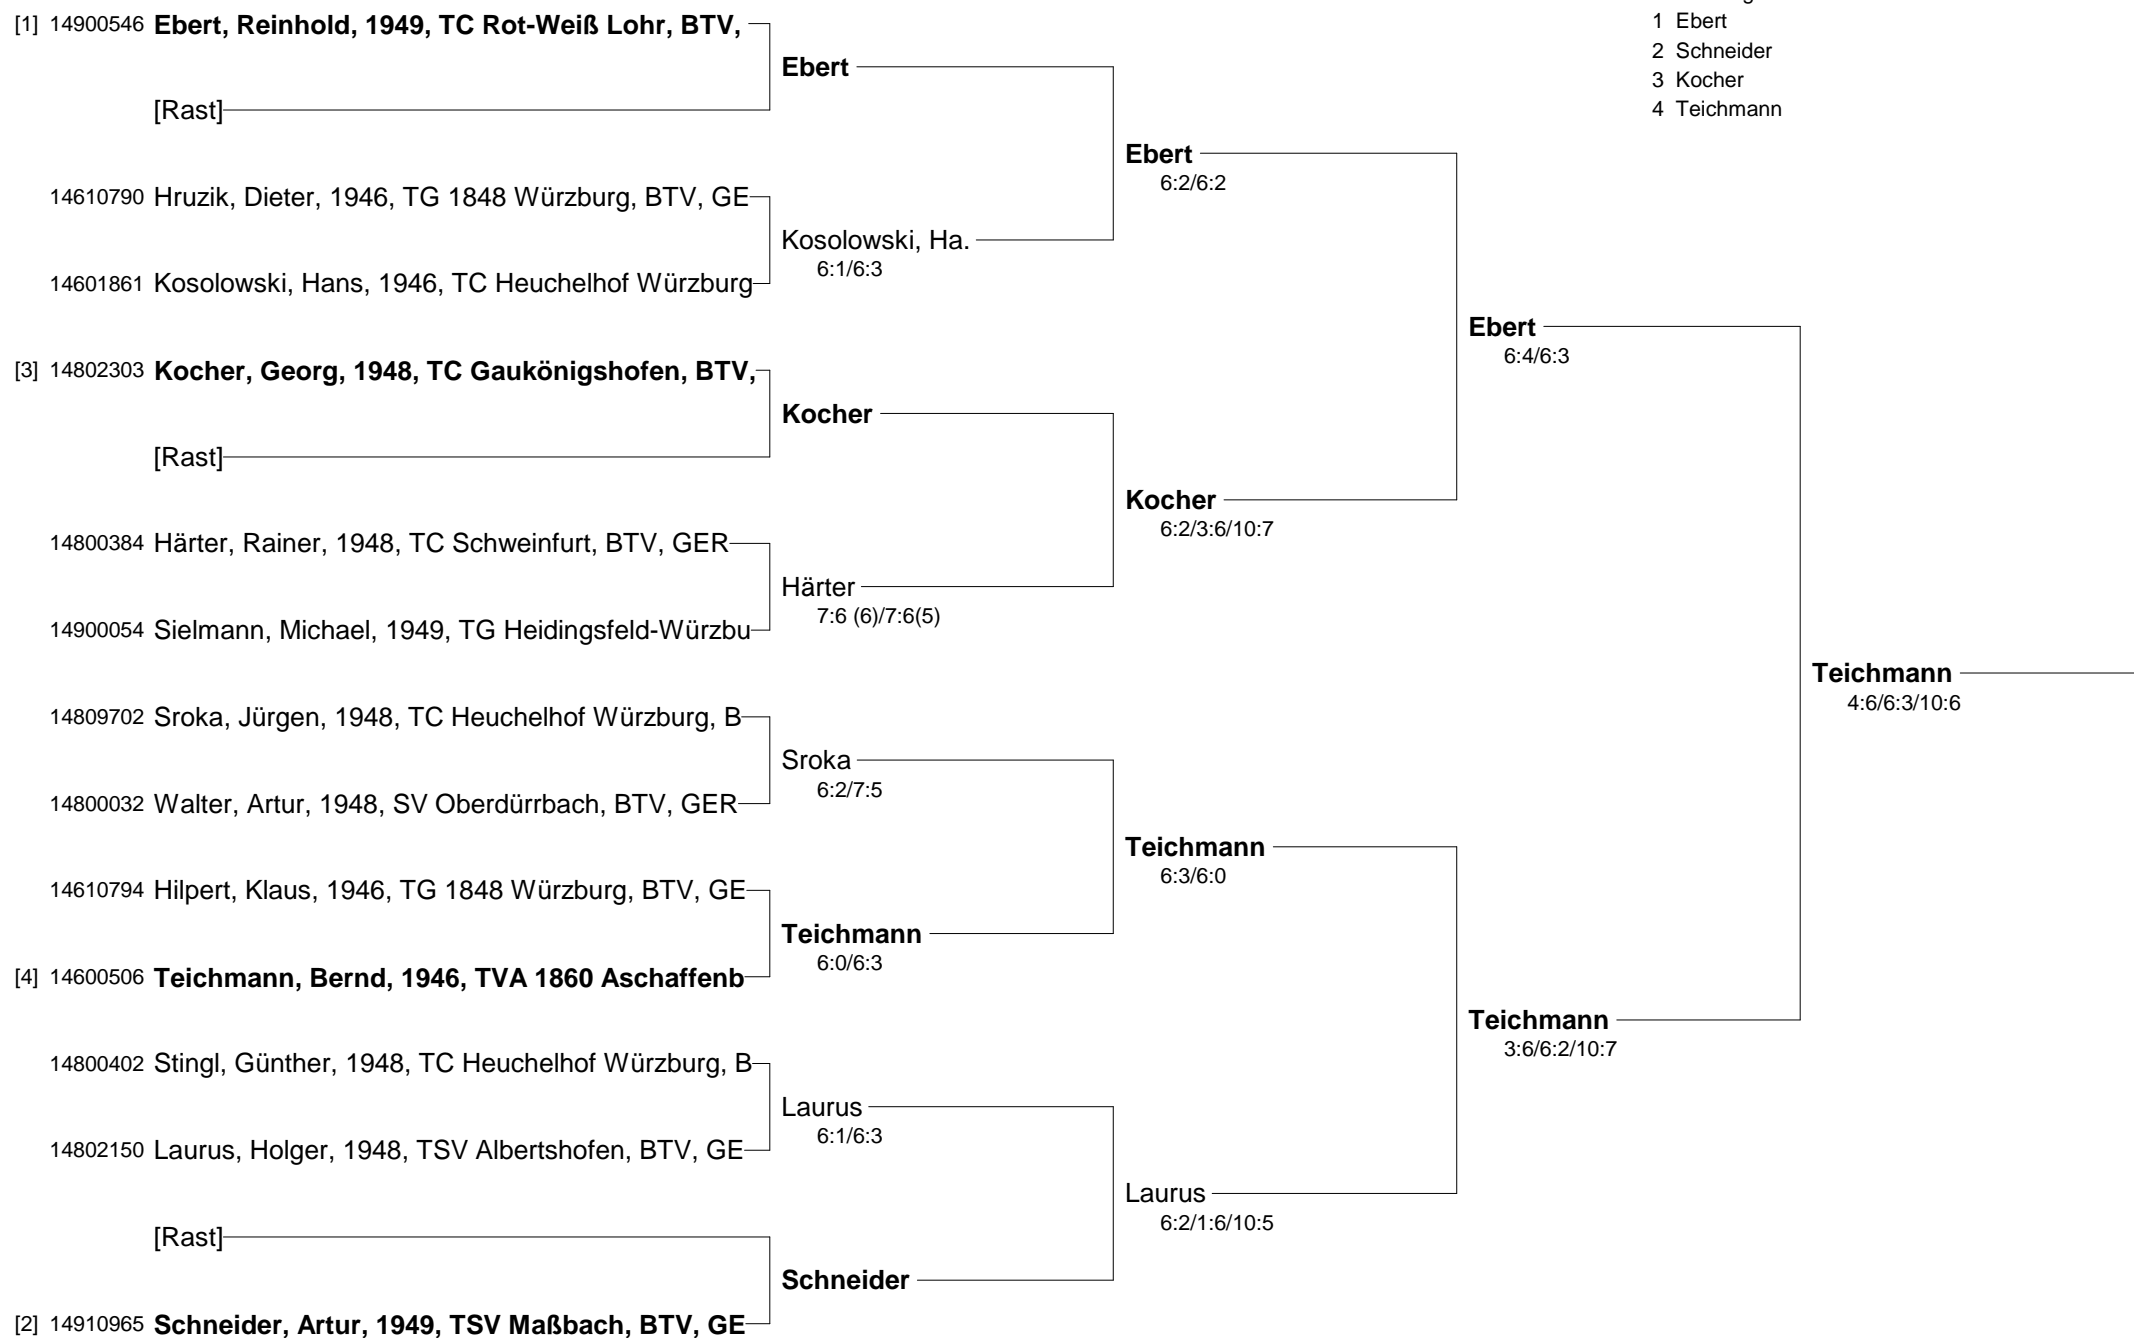 [1] 14900546 Ebert, Reinhold, 1949, TC Rot-Weiß Lohr, BTV,
1 Ebert
2 Schneider
3 Kocher
4 Teichmann
Ebert
[Rast]
Ebert
6:2/6:2
14610790 Hruzik, Dieter, 1946, TG 1848 Würzburg, BTV, GE
Kosolowski, Ha.
6:1/6:3
14601861 Kosolowski, Hans, 1946, TC Heuchelhof Würzburg
Ebert
6:4/6:3
[3] 14802303 Kocher, Georg, 1948, TC Gaukönigshofen, BTV,
Kocher
[Rast]
Kocher
6:2/3:6/10:7
14800384 Härter, Rainer, 1948, TC Schweinfurt, BTV, GER
Härter
7:6 (6)/7:6(5)
14900054 Sielmann, Michael, 1949, TG Heidingsfeld-Würzbu
Teichmann
4:6/6:3/10:6
14809702 Sroka, Jürgen, 1948, TC Heuchelhof Würzburg, B
Sroka
6:2/7:5
14800032 Walter, Artur, 1948, SV Oberdürrbach, BTV, GER
Teichmann
6:3/6:0
14610794 Hilpert, Klaus, 1946, TG 1848 Würzburg, BTV, GE
Teichmann
6:0/6:3
[4] 14600506 Teichmann, Bernd, 1946, TVA 1860 Aschaffenb
Teichmann
3:6/6:2/10:7
14800402 Stingl, Günther, 1948, TC Heuchelhof Würzburg, B
Laurus
6:1/6:3
14802150 Laurus, Holger, 1948, TSV Albertshofen, BTV, GE
Laurus
6:2/1:6/10:5
[Rast]
Schneider
[2] 14910965 Schneider, Artur, 1949, TSV Maßbach, BTV, GE